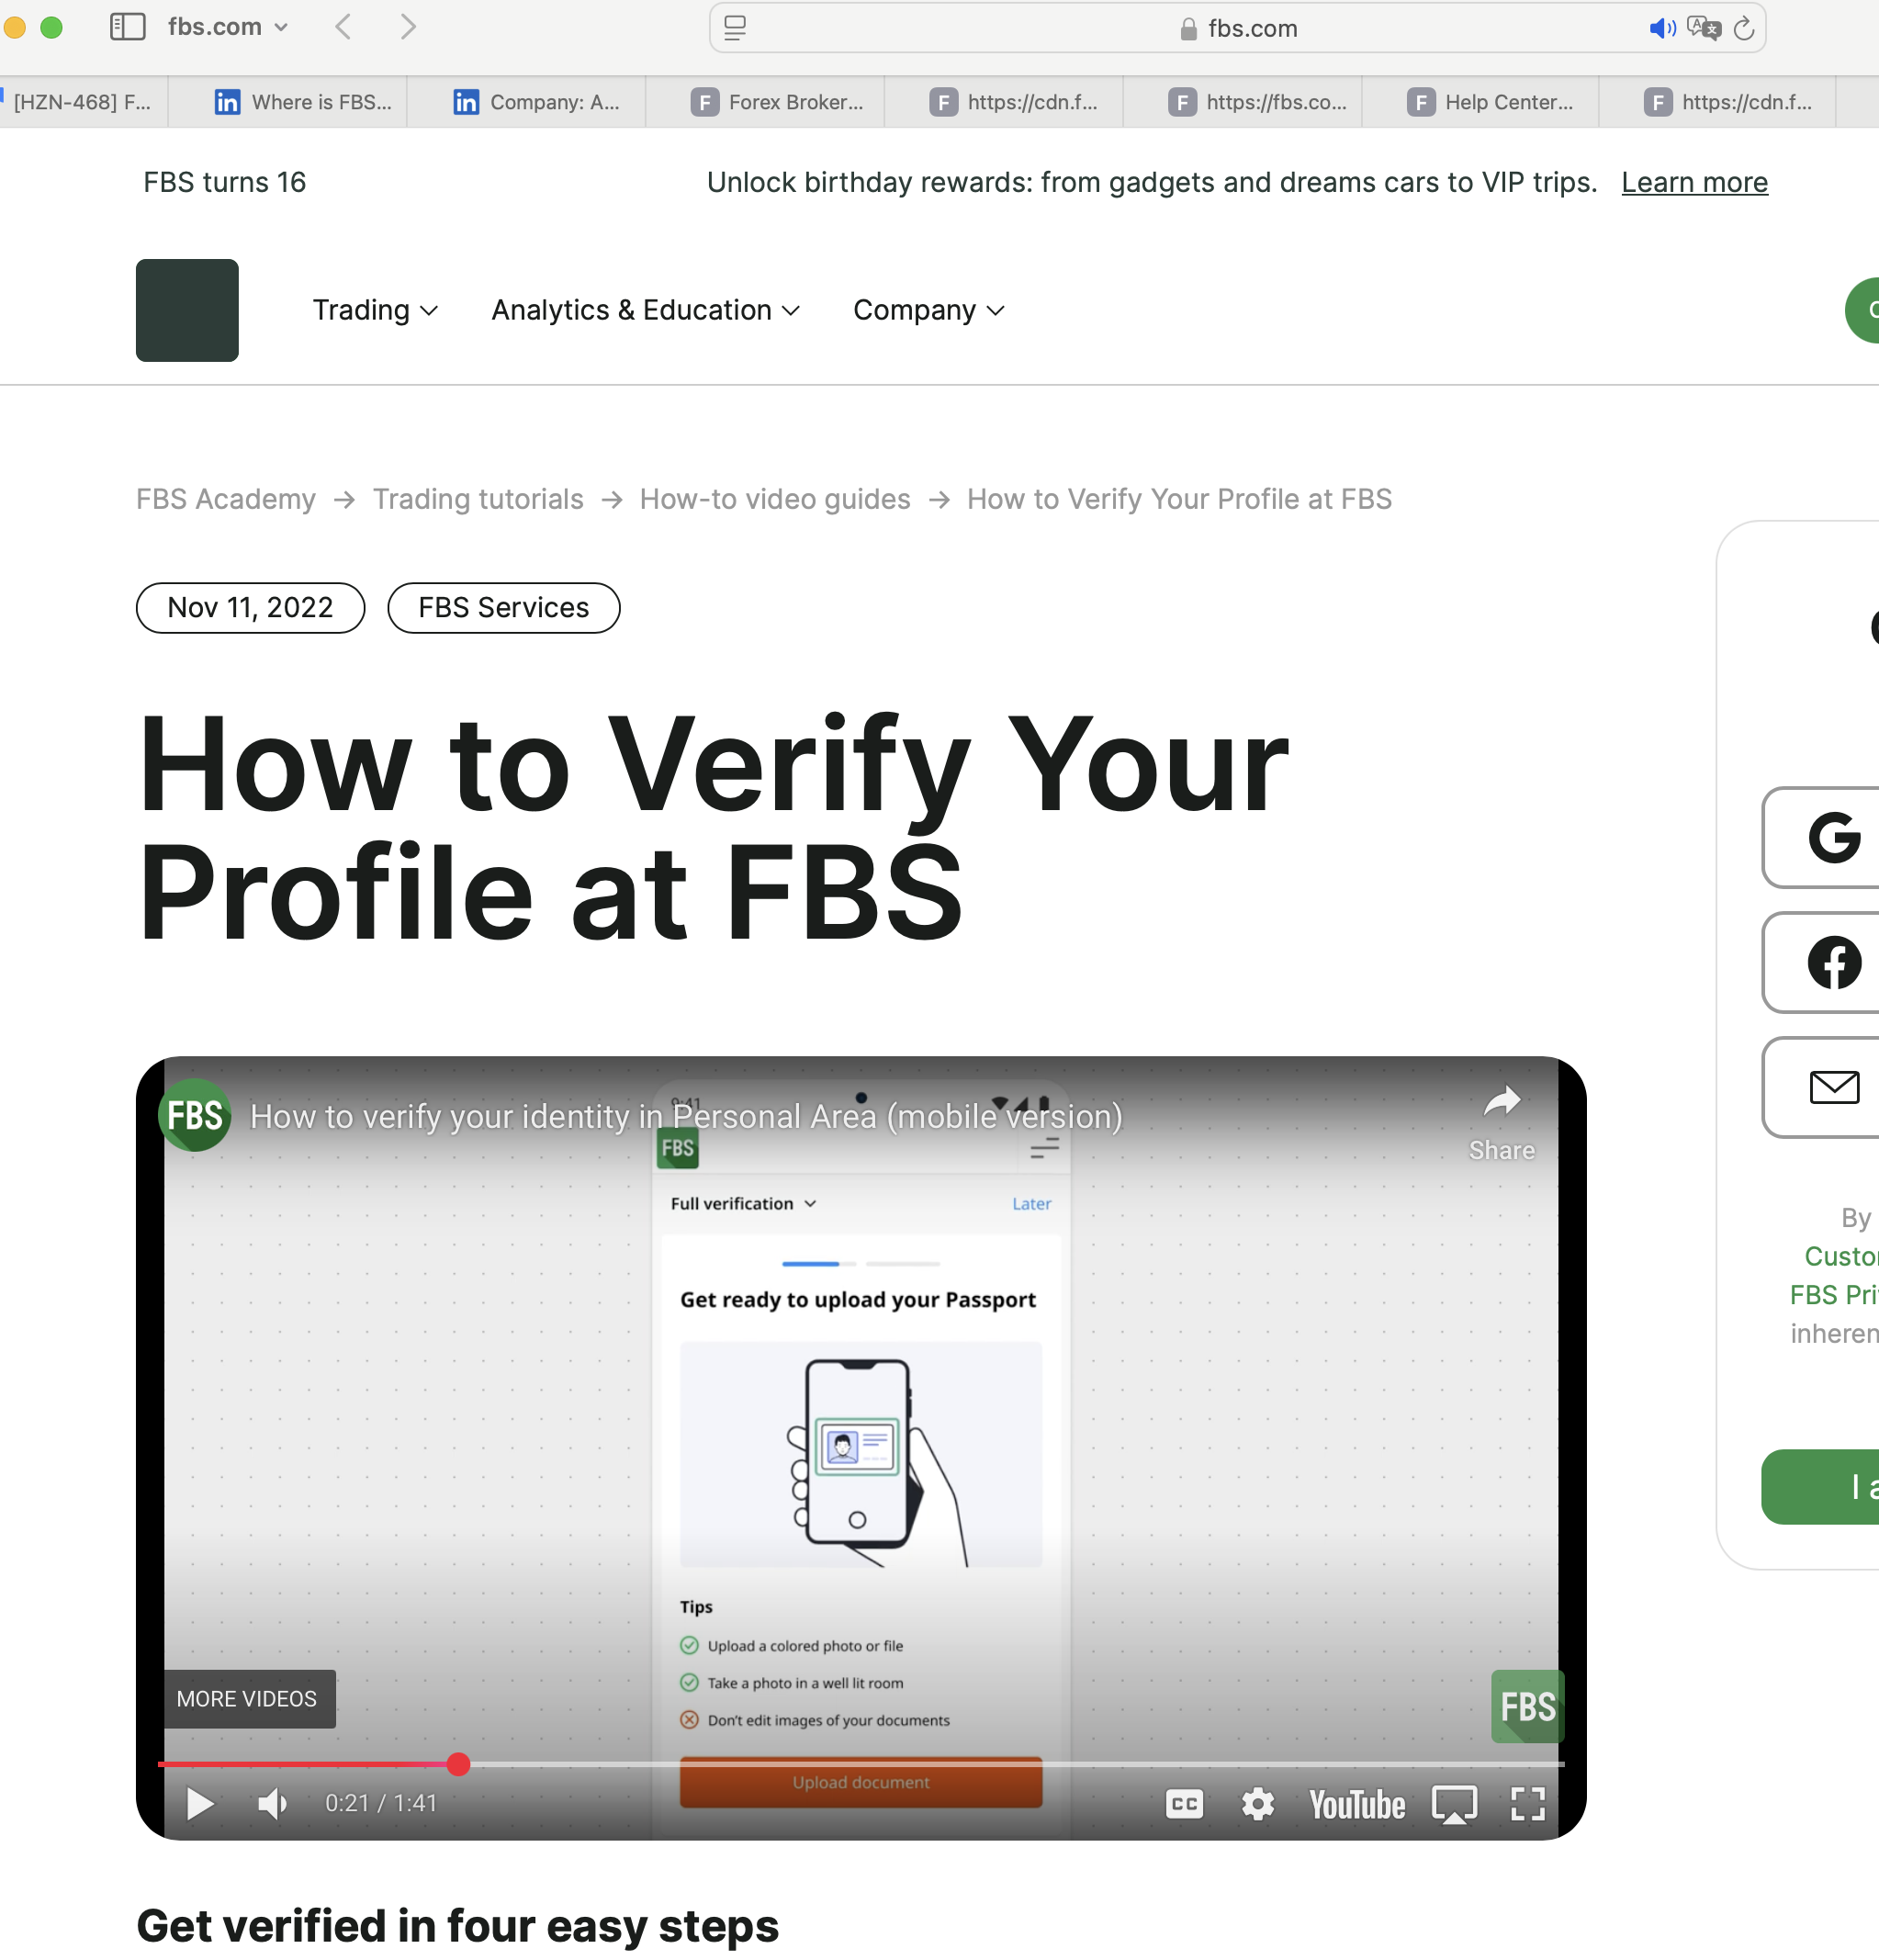 fbs.com
fbs.com
[HZN-468] F...
Where is FBS...
Company: A...
Forex Broker...
https://cdn.f...
https://fbs.co...
Help Center...
https://cdn.f...
FBS turns 16
Unlock birthday rewards: from gadgets and dreams cars to VIP trips. Learn more
Trading
Analytics & Education
Company
FBS Academy → Trading tutorials → How-to video guides → How to Verify Your Profile at FBS
Nov 11, 2022
FBS Services
How to Verify Your
Profile at FBS
FBS
How to verify your identity in Personal Area (mobile version)
9:41
Share
FBS
Full verification
Later
Get ready to upload your Passport
Tips
Upload a colored photo or file
Take a photo in a well lit room
Don't edit images of your documents
Upload document
MORE VIDEOS
FBS
0:21 / 1:41
CC
YouTube
By
FBS
I
Get verified in four easy steps